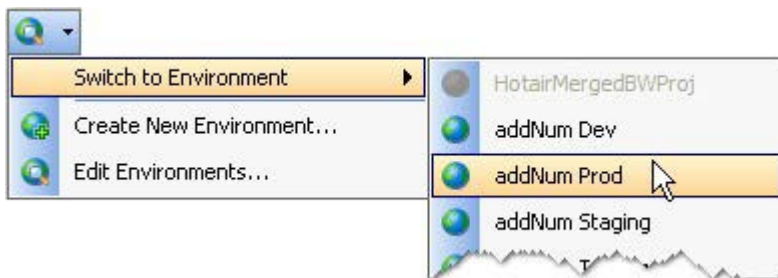 Switch to Environment
Create New Environment...
Edit Environments...
HotairMergedBWProj
addNum Dev
addNum Prod
addNum Staging